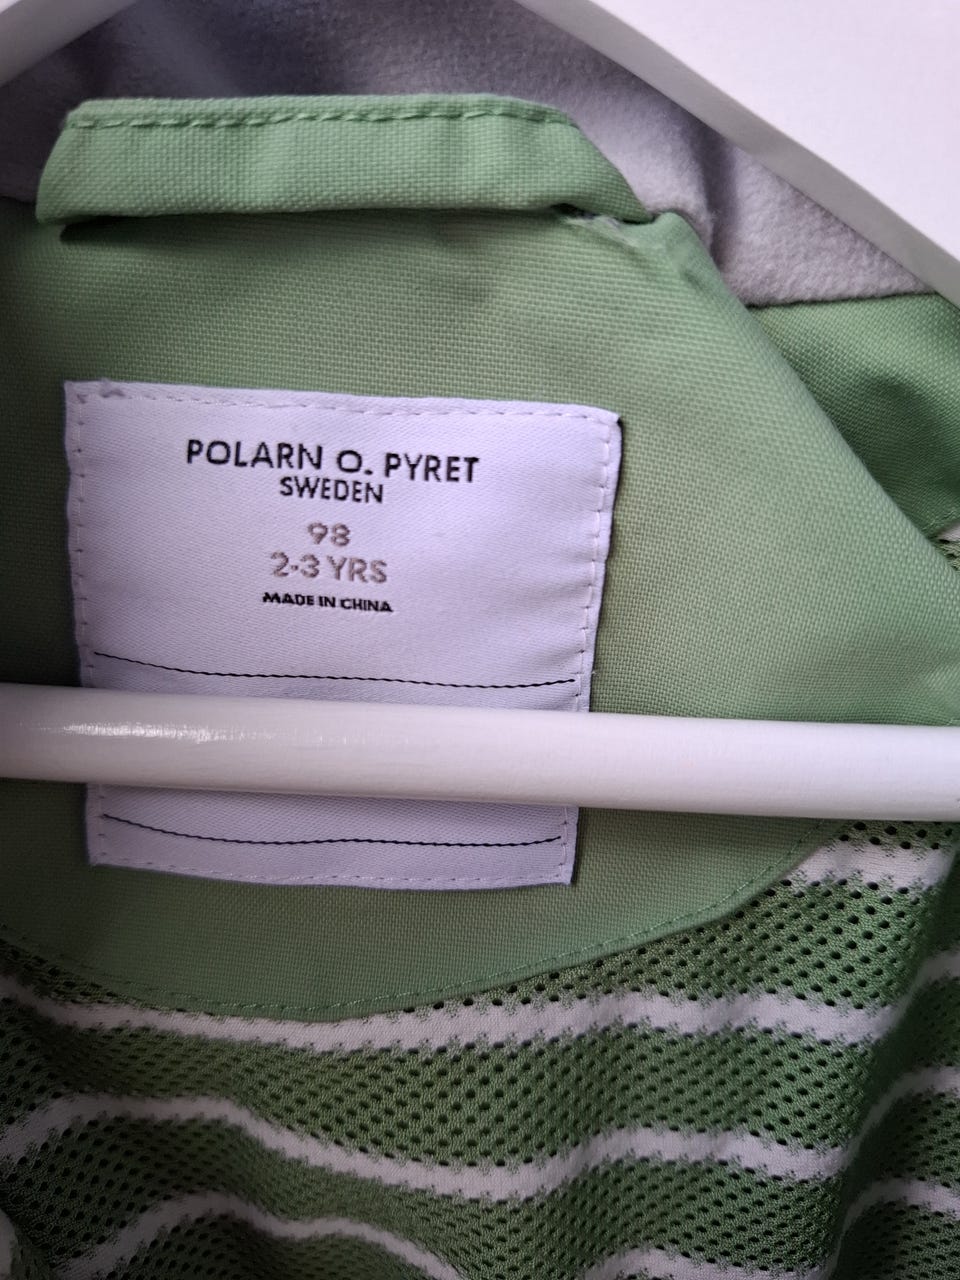 POLARN O. PYRET
SWEDEN
98
2-3 YRS
MADE IN CHINA